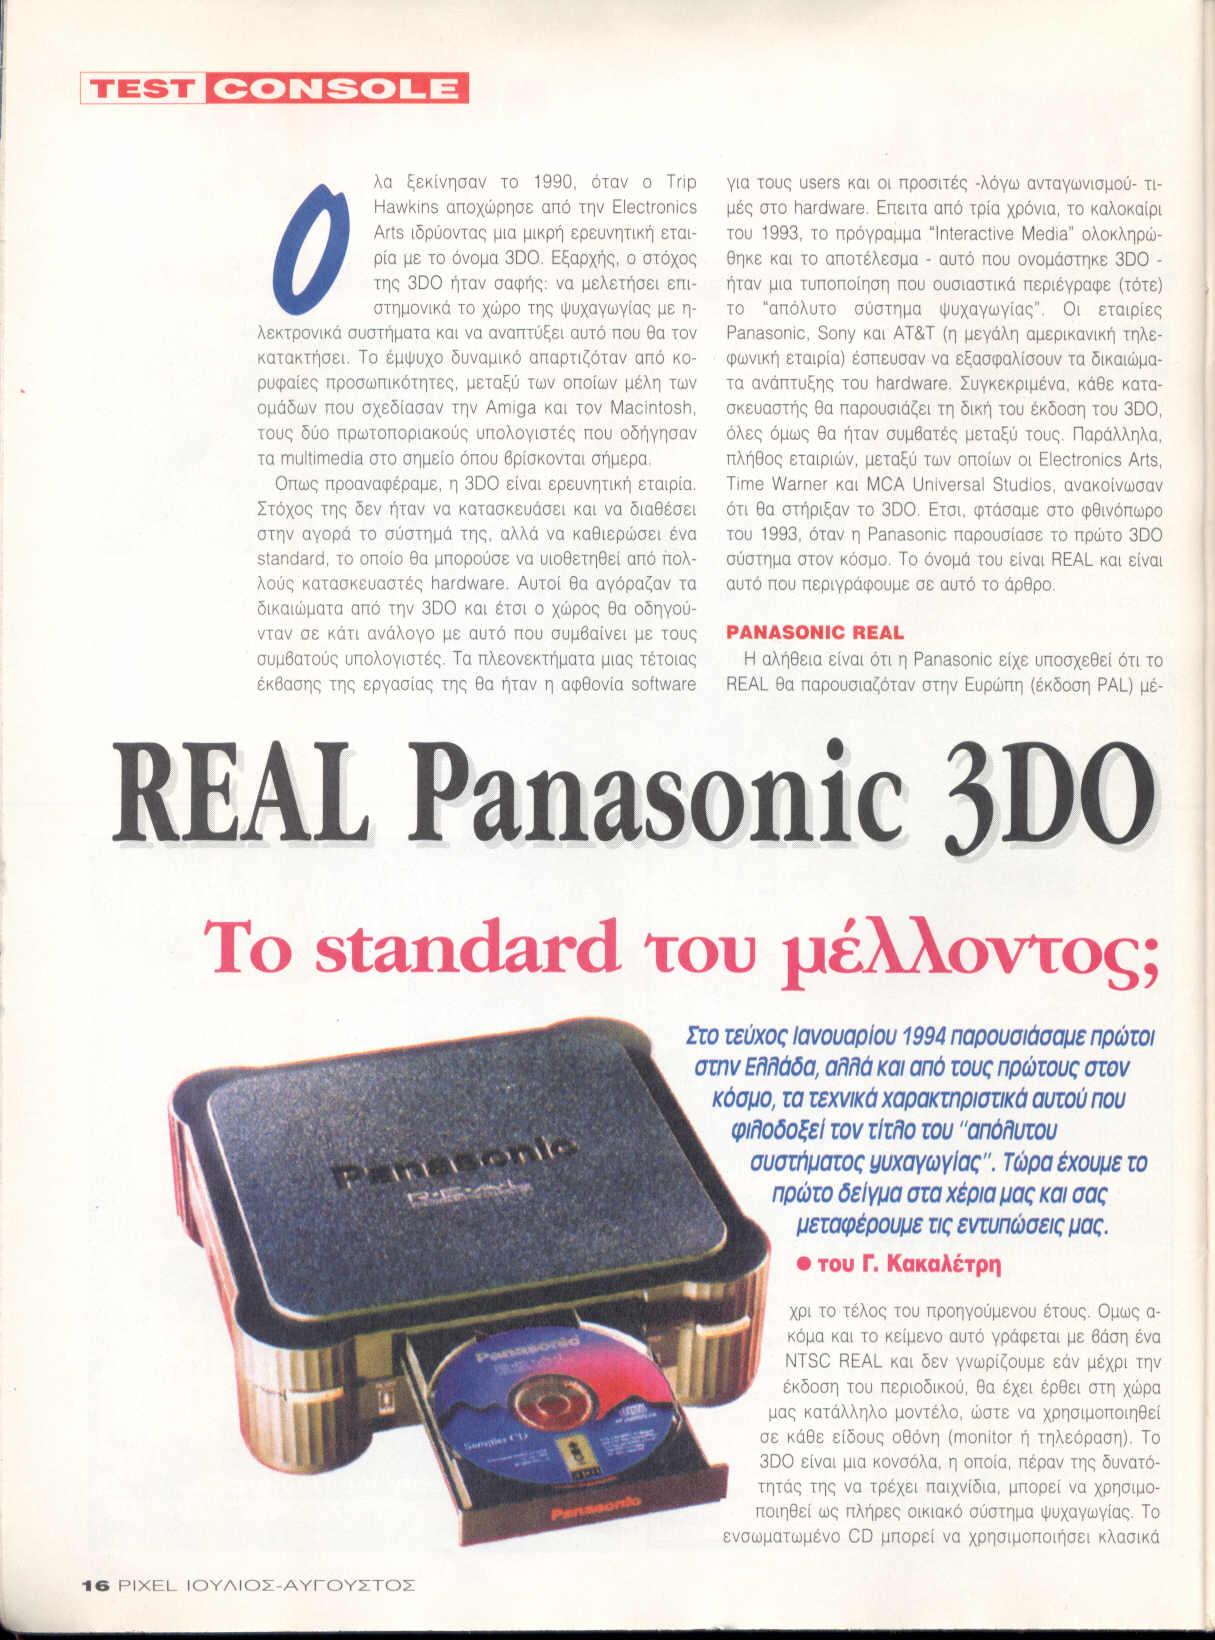 TEST CONSOLE
Ολα ξεκίνησαν το 1990, όταν ο Trip
Hawkins αποχώρησε από την Electronics
Arts ιδρύοντας μια μικρή ερευνητική εται-
ρία με το όνομα 3DO. Εξαρχής, ο στόχος
της 3DO ήταν σαφής: να μελετήσει επι-
στημονικά το χώρο της ψυχαγωγίας με η-
λεκτρονικά συστήματα και να αναπτύξει αυτό που θα τον
κατακτήσει. Το έμψυχο δυναμικό απαρτιζόταν από κο-
ρυφαίες προσωπικότητες, μεταξύ των οποίων μέλη των
ομάδων που σχεδίασαν την Amiga και τον Macintosh,
τους δύο πρωτοποριακούς υπολογιστές που οδήγησαν
τα multimedia στο σημείο όπου βρίσκονται σήμερα.
Οπως προαναφέραμε, η 3DO είναι ερευνητική εταιρία.
Στόχος της δεν ήταν να κατασκευάσει και να διαθέσει
στην αγορά το σύστημά της, αλλά να καθιερώσει ένα
standard, το οποίο θα μπορούσε να υιοθετηθεί από πολ-
λούς κατασκευαστές hardware. Αυτοί θα αγόραζαν τα
δικαιώματα από την 3DO και έτσι ο χώρος θα οδηγού-
νταν σε κάτι ανάλογο με αυτό που συμβαίνει με τους
συμβατούς υπολογιστές. Τα πλεονεκτήματα μιας τέτοιας
έκβασης της εργασίας της θα ήταν η αφθονία software
για τους users και οι προσιτές -λόγω ανταγωνισμού- τι-
μές στο hardware. Επειτα από τρία χρόνια, το καλοκαίρι
του 1993, το πρόγραμμα "Interactive Media" ολοκληρώ-
θηκε και το αποτέλεσμα - αυτό που ονομάστηκε 3DO -
ήταν μια τυποποίηση που ουσιαστικά περιέγραφε (τότε)
το "απόλυτο σύστημα ψυχαγωγίας". Οι εταιρίες
Panasonic, Sony και AT&T (η μεγάλη αμερικανική τηλε-
φωνική εταιρία) έσπευσαν να εξασφαλίσουν τα δικαιώμα-
τα ανάπτυξης του hardware. Συγκεκριμένα, κάθε κατα-
σκευαστής θα παρουσιάζει τη δική του έκδοση του 3DO,
όλες όμως θα ήταν συμβατές μεταξύ τους. Παράλληλα,
πλήθος εταιριών, μεταξύ των οποίων οι Electronics Arts,
Time Warner και MCA Universal Studios, ανακοίνωσαν
ότι θα στήριξαν το 3DO. Ετσι, φτάσαμε στο φθινόπωρο
του 1993, όταν η Panasonic παρουσίασε το πρώτο 3DO
σύστημα στον κόσμο. Το όνομά του είναι REAL και είναι
αυτό που περιγράφουμε σε αυτό το άρθρο.
PANASONIC REAL
Η αλήθεια είναι ότι η Panasonic είχε υποσχεθεί ότι το
REAL θα παρουσιαζόταν στην Ευρώπη (έκδοση PAL) μέ-
REAL Panasonic 3DO
Το standard του μέλλοντος;
Στο τεύχος Ιανουαρίου 1994 παρουσιάσαμε πρώτοι
στην Ελλάδα, αλλά και από τους πρώτους στον
κόσμο, τα τεχνικά χαρακτηριστικά αυτού που
φιλοδοξεί τον τίτλο του "απόλυτου
συστήματος ψυχαγωγίας". Τώρα έχουμε το
πρώτο δείγμα στα χέρια μας και σας
μεταφέρουμε τις εντυπώσεις μας.
● του Γ. Κακαλέτρη
χρι το τέλος του προηγούμενου έτους. Ομως α-
κόμα και το κείμενο αυτό γράφεται με βάση ένα
NTSC REAL και δεν γνωρίζουμε εάν μέχρι την
έκδοση του περιοδικού, θα έχει έρθει στη χώρα
μας κατάλληλο μοντέλο, ώστε να χρησιμοποιηθεί
σε κάθε είδους οθόνη (monitor ή τηλεόραση). Το
3DO είναι μια κονσόλα, η οποία, πέραν της δυνατό-
τητάς της να τρέχει παιχνίδια, μπορεί να χρησιμο-
ποιηθεί ως πλήρες οικιακό σύστημα ψυχαγωγίας. Το
ενσωματωμένο CD μπορεί να χρησιμοποιήσει κλασικά
Panasonic
R·E·A·L
Panasonic
Sampler CD
Panasonic
16 PIXEL ΙΟΥΛΙΟΣ-ΑΥΓΟΥΣΤΟΣ